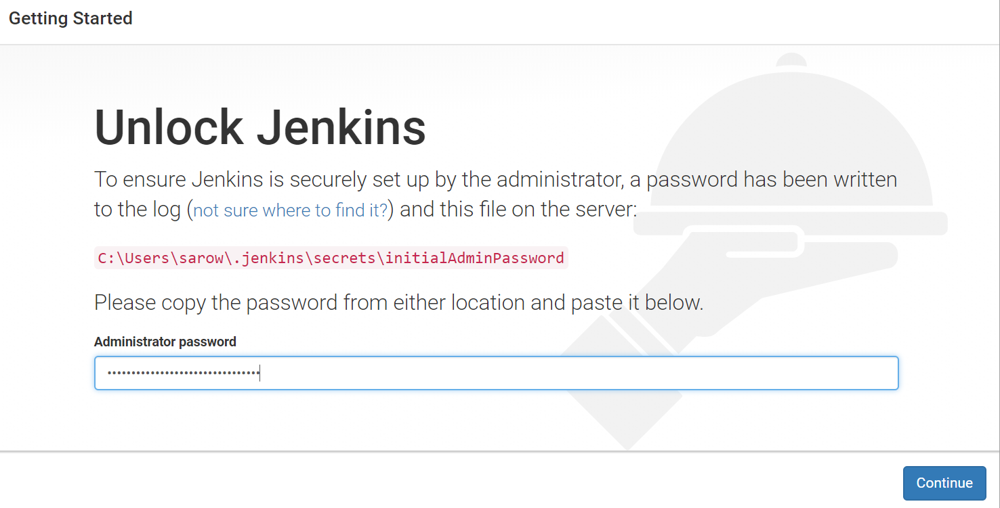 Getting Started
Unlock Jenkins
To ensure Jenkins is securely set up by the administrator, a password has been written
to the log (not sure where to find it?) and this file on the server:
C:\Users\sarow\.jenkins\secrets\initialAdminPassword
Please copy the password from either location and paste it below.
Administrator password
••••••••••••••••••••••••••••••••
Continue